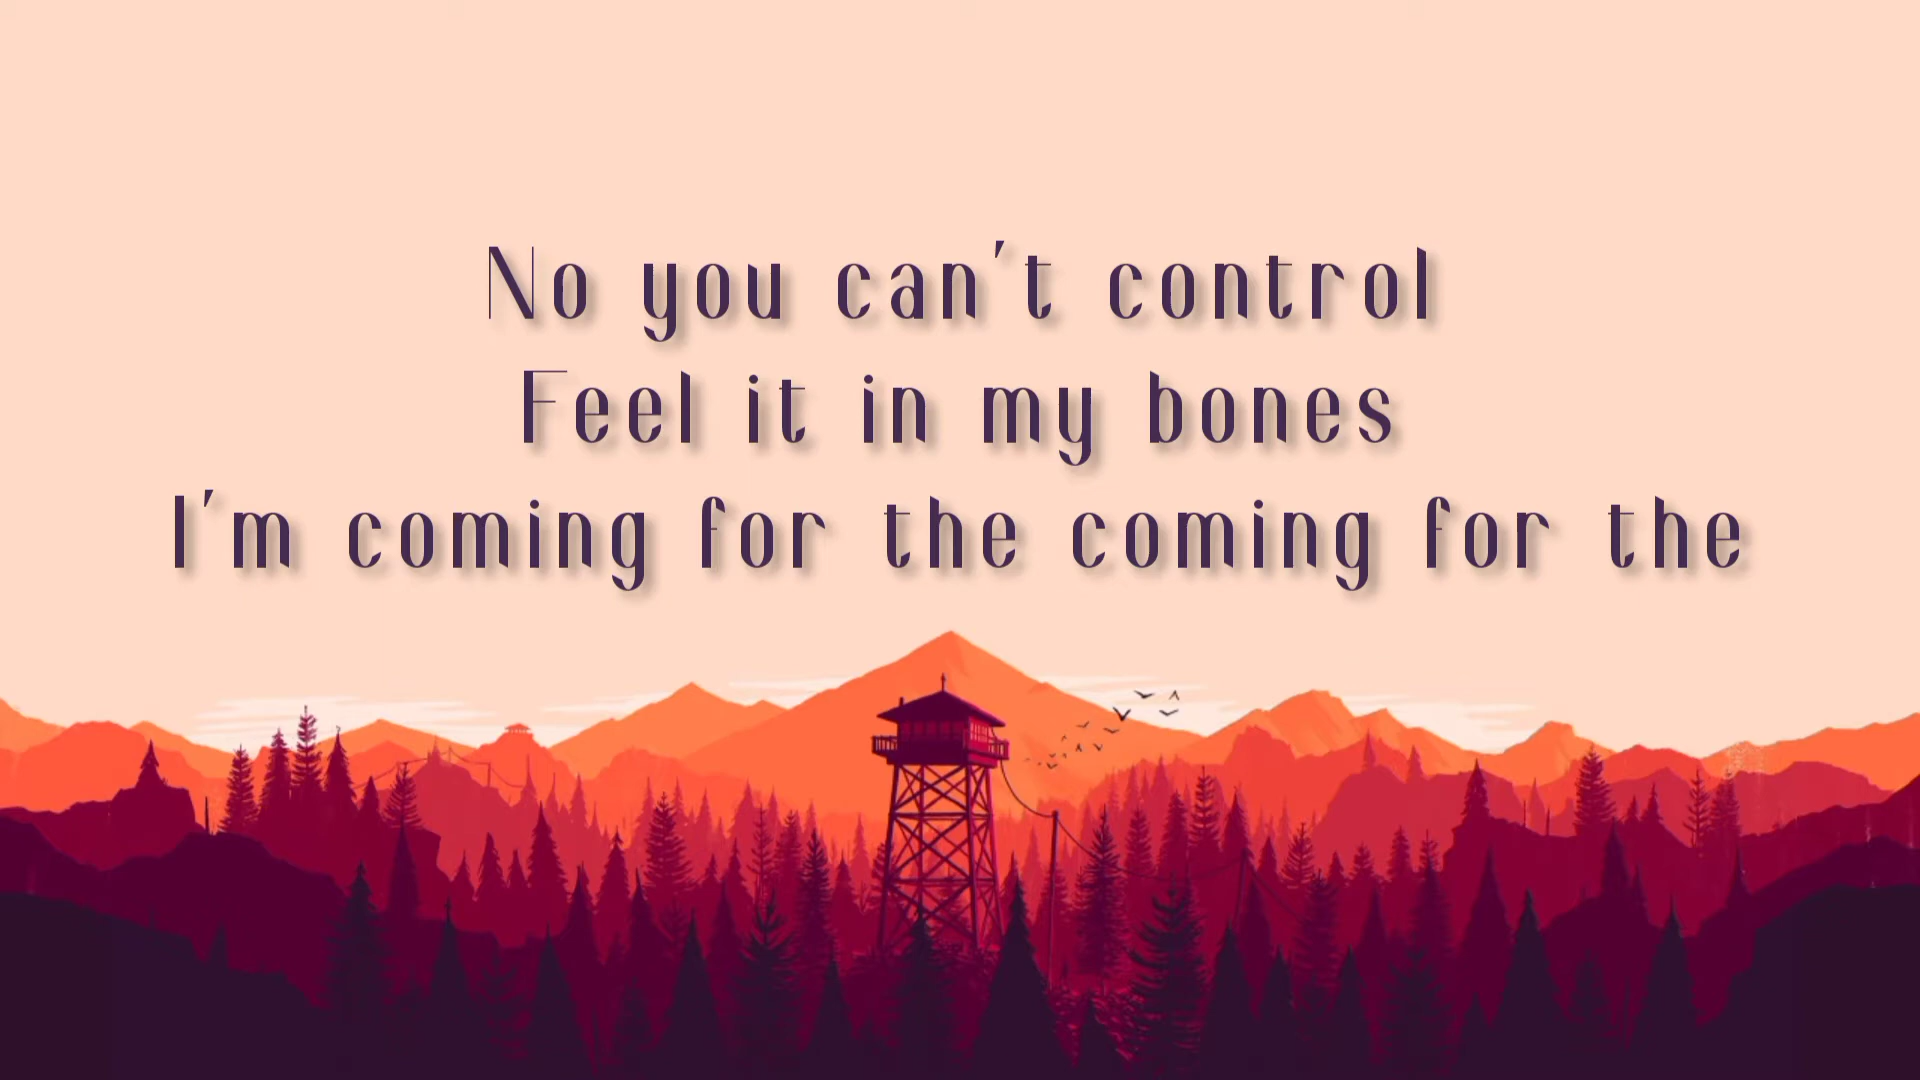 No you can't control
Feel it in my bones
I'm coming for the coming for the